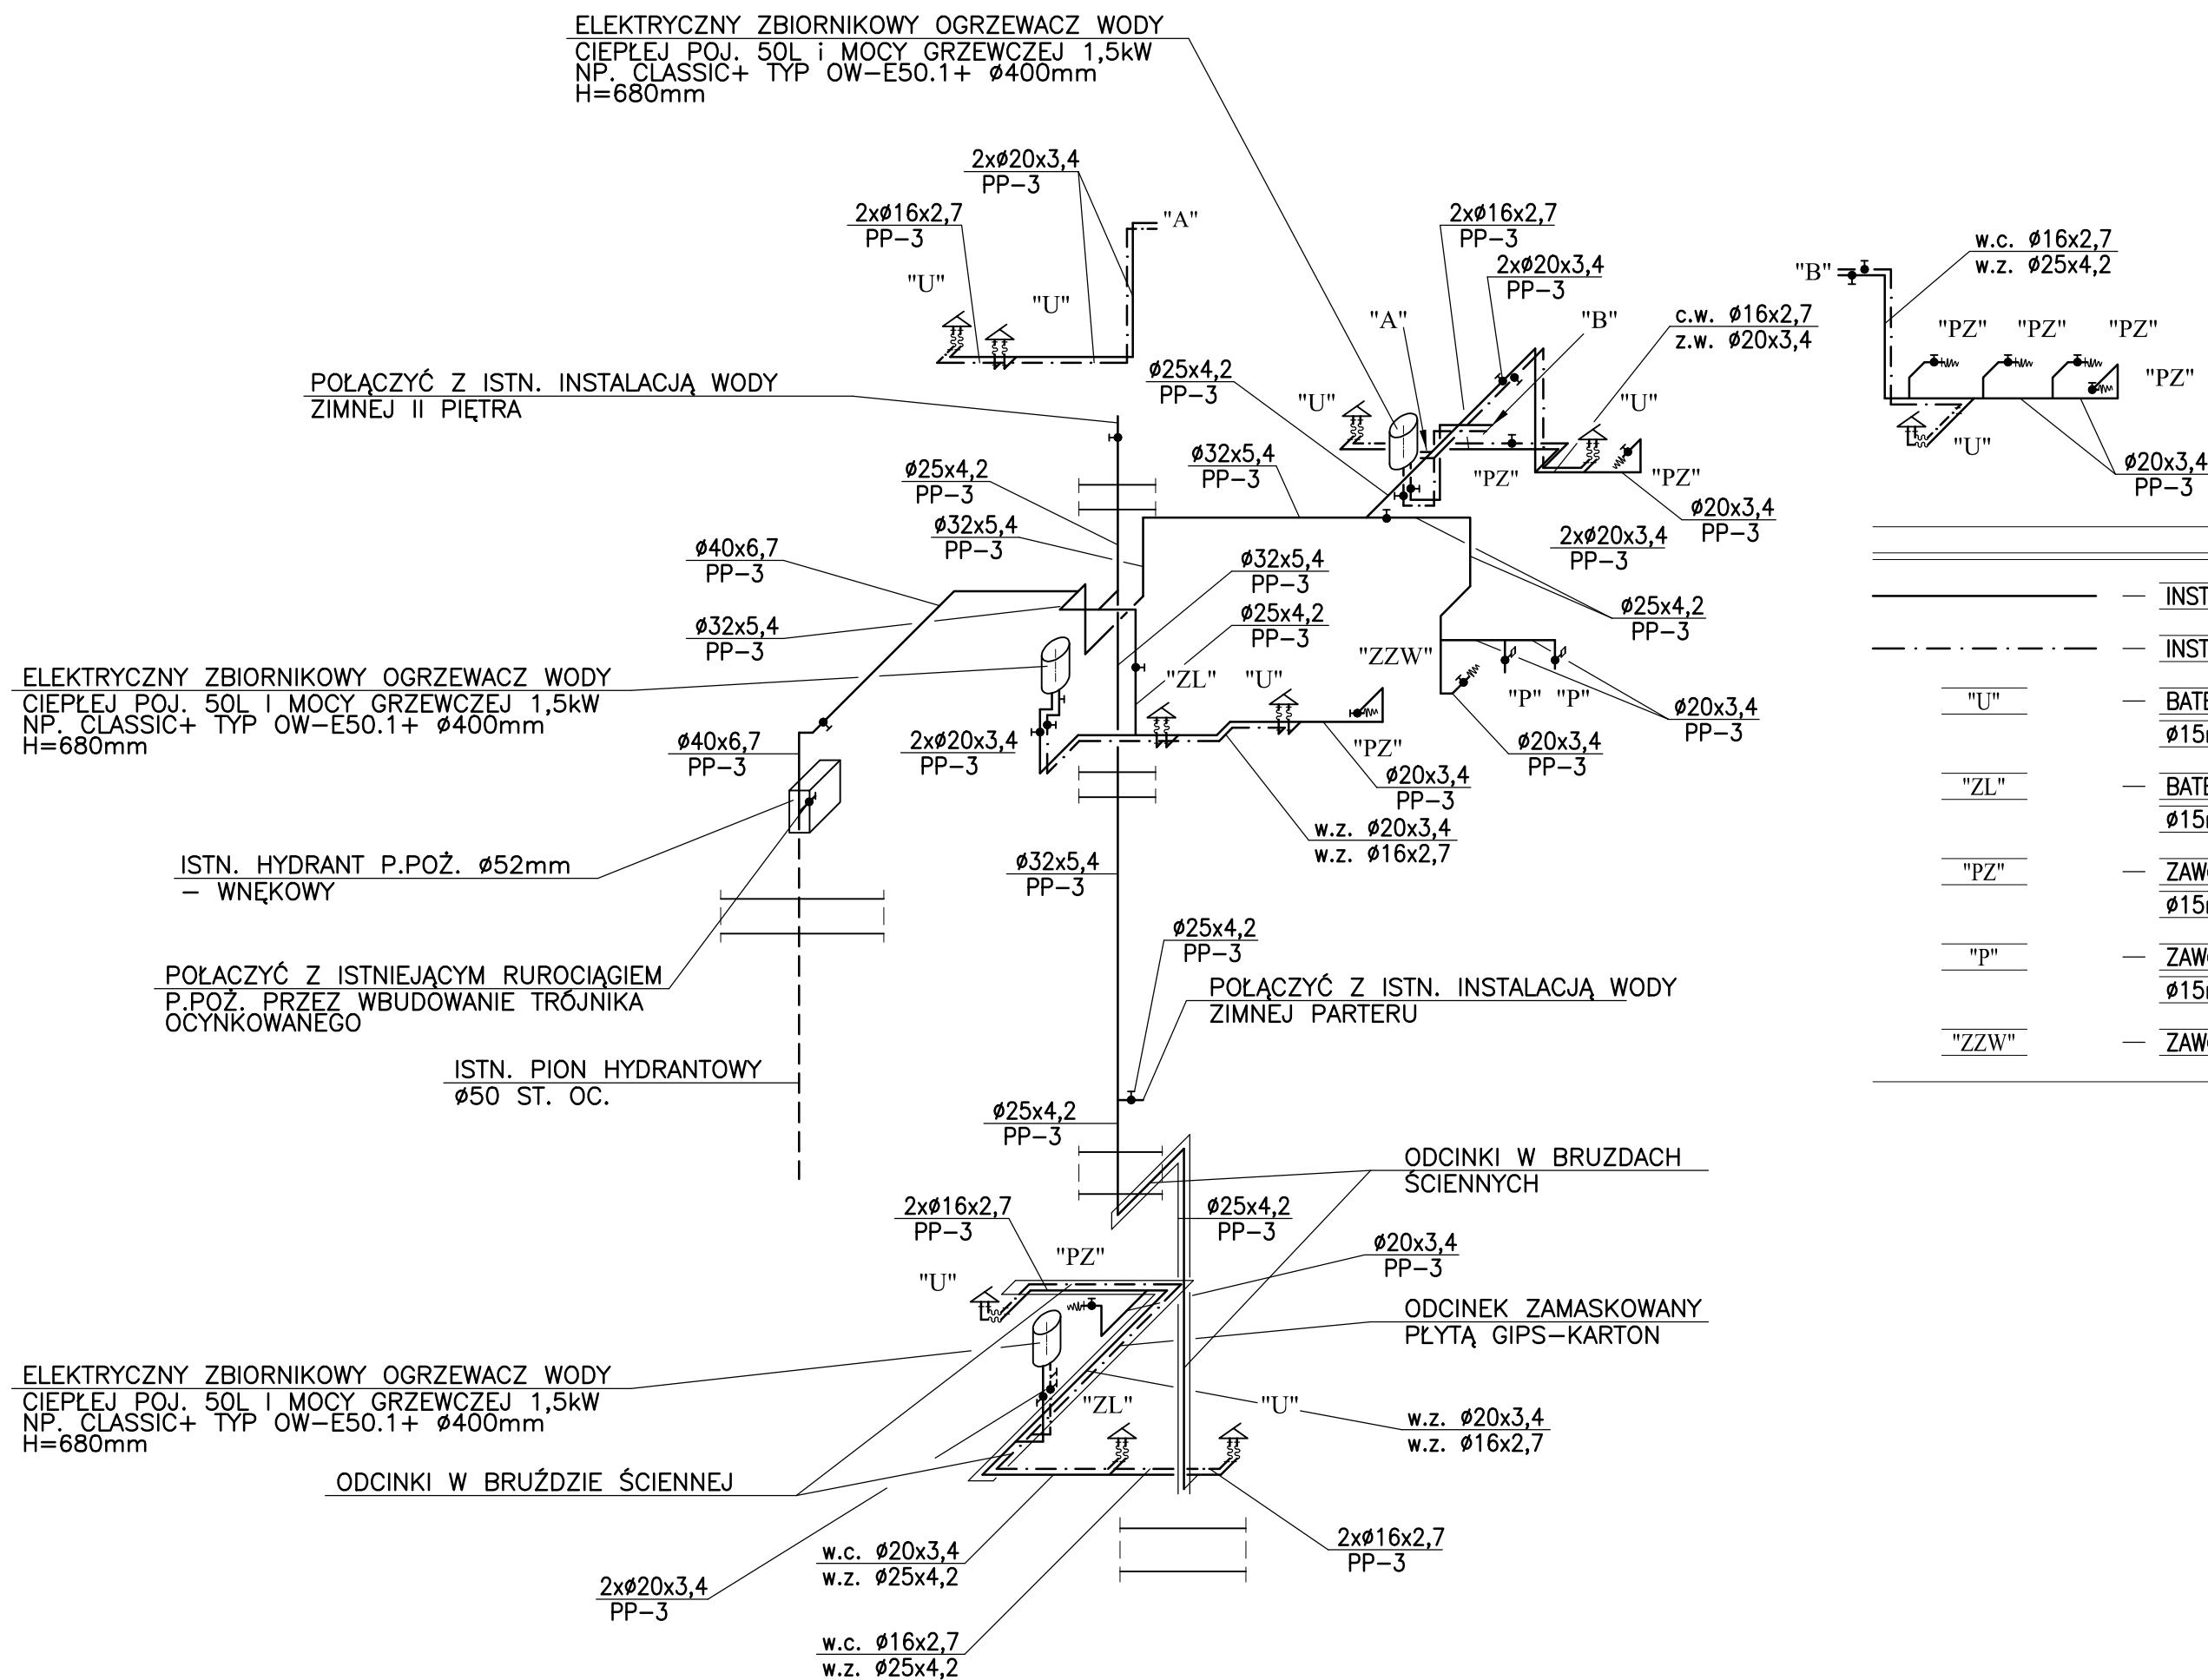 ELEKTRYCZNY ZBIORNIKOWY OGRZEWACZ WODY
CIEPŁEJ POJ. 50L i MOCY GRZEWCZEJ 1,5kW
NP. CLASSIC+ TYP OW-E50.1+ ø400mm
H=680mm
2xø20x3,4
PP-3
2xø16x2,7
PP-3
"A"
"U"
"U"
2xø16x2,7
PP-3
2xø20x3,4
PP-3
"A"
"B"
c.w. ø16x2,7
z.w. ø20x3,4
"B"
w.c. ø16x2,7
w.z. ø25x4,2
"PZ"
"PZ"
"PZ"
"PZ"
"U"
ø20x3,4
PP-3
POŁĄCZYĆ Z ISTN. INSTALACJĄ WODY
ZIMNEJ II PIĘTRA
ø25x4,2
PP-3
"U"
"U"
ø32x5,4
PP-3
"PZ"
"PZ"
ø20x3,4
PP-3
ø25x4,2
PP-3
ø32x5,4
PP-3
2xø20x3,4
PP-3
ø40x6,7
PP-3
ø32x5,4
PP-3
ø25x4,2
PP-3
ø25x4,2
PP-3
ø32x5,4
PP-3
ELEKTRYCZNY ZBIORNIKOWY OGRZEWACZ WODY
CIEPŁEJ POJ. 50L I MOCY GRZEWCZEJ 1,5kW
NP. CLASSIC+ TYP OW-E50.1+ ø400mm
H=680mm
"ZL"
"U"
"ZZW"
"P"
"P"
ø20x3,4
PP-3
ø40x6,7
PP-3
2xø20x3,4
PP-3
"PZ"
ø20x3,4
PP-3
ø20x3,4
PP-3
w.z. ø20x3,4
w.z. ø16x2,7
ISTN. HYDRANT P.POŻ. ø52mm
- WNĘKOWY
ø32x5,4
PP-3
ø25x4,2
PP-3
POŁACZYĆ Z ISTNIEJĄCYM RUROCIĄGIEM
P.POŻ. PRZEZ WBUDOWANIE TRÓJNIKA
OCYNKOWANEGO
POŁĄCZYĆ Z ISTN. INSTALACJĄ WODY
ZIMNEJ PARTERU
ISTN. PION HYDRANTOWY
ø50 ST. OC.
ø25x4,2
PP-3
ODCINKI W BRUZDACH
ŚCIENNYCH
2xø16x2,7
PP-3
ø25x4,2
PP-3
"PZ"
"U"
ø20x3,4
PP-3
ODCINEK ZAMASKOWANY
PŁYTĄ GIPS-KARTON
ELEKTRYCZNY ZBIORNIKOWY OGRZEWACZ WODY
CIEPŁEJ POJ. 50L I MOCY GRZEWCZEJ 1,5kW
NP. CLASSIC+ TYP OW-E50.1+ ø400mm
H=680mm
"ZL"
"U"
w.z. ø20x3,4
w.z. ø16x2,7
ODCINKI W BRUŹDZIE ŚCIENNEJ
w.c. ø20x3,4
w.z. ø25x4,2
2xø16x2,7
PP-3
2xø20x3,4
PP-3
w.c. ø16x2,7
w.z. ø25x4,2
— INST
— INST
"U" — BATE
ø15
"ZL" — BATE
ø15
"PZ" — ZAW
ø15
"P" — ZAW
ø15
"ZZW" — ZAW